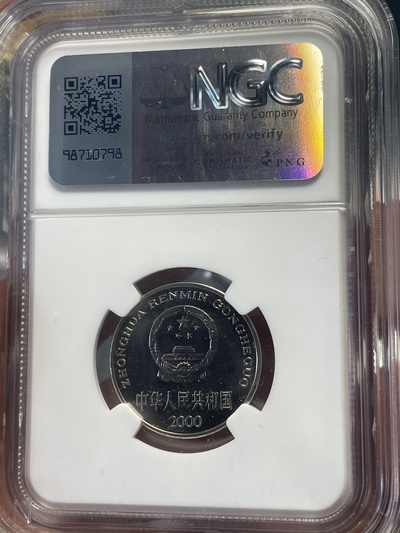 NGC
Numismatic Guaranty Company
.com/verify
NUMISMATIC
PNG
98710798
ZHONGHUA RENMIN GONGHEGUO
中华人民共和国
2000